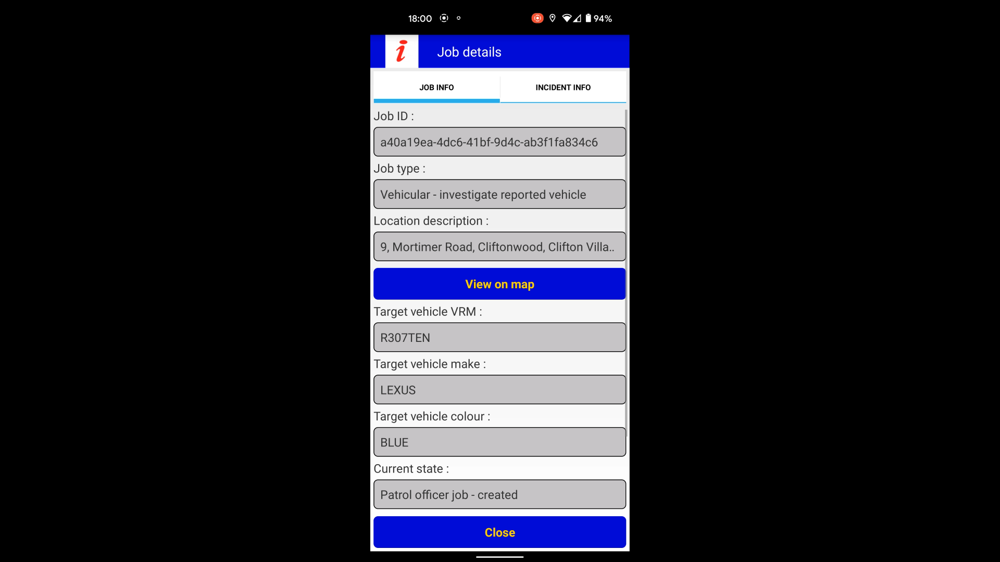 18:00
94%
i
Job details
JOB INFO
INCIDENT INFO
Job ID :
a40a19ea-4dc6-41bf-9d4c-ab3f1fa834c6
Job type :
Vehicular - investigate reported vehicle
Location description :
9, Mortimer Road, Cliftonwood, Clifton Villa..
View on map
Target vehicle VRM :
R307TEN
Target vehicle make :
LEXUS
Target vehicle colour :
BLUE
Current state :
Patrol officer job - created
Close